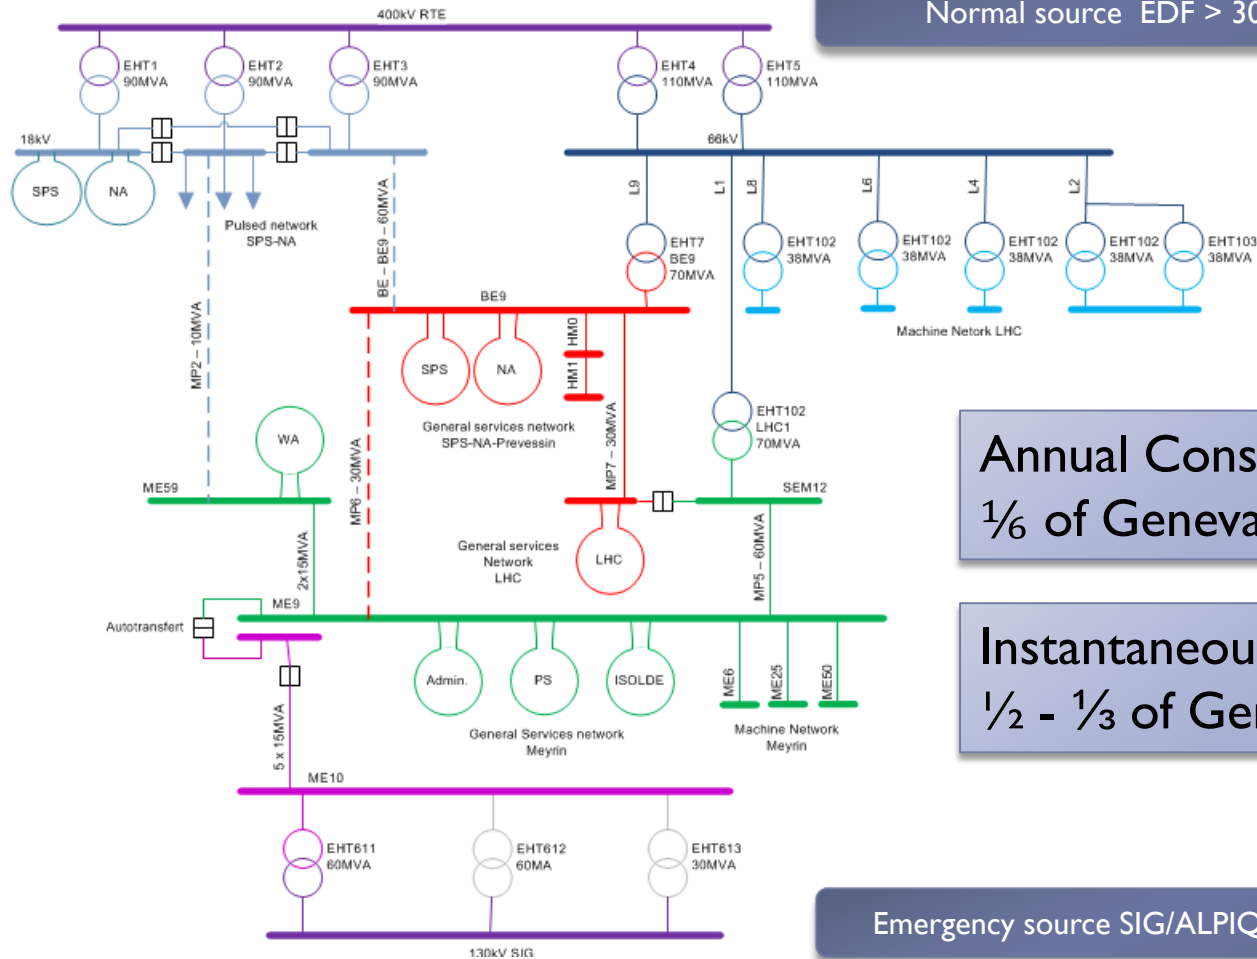 400kV RTE
Normal source EDF > 30
EHT1
90MVA
EHT2
90MVA
EHT3
90MVA
EHT4
110MVA
EHT5
110MVA
18kV
66kV
SPS
NA
Pulsed network
SPS-NA
L9
L1
L8
L6
L4
L2
EHT7
BE9
70MVA
EHT102
38MVA
EHT102
38MVA
EHT102
38MVA
EHT102
38MVA
EHT103
38MVA
Machine Netork LHC
MP2 – 10MVA
BE – BE9 – 60MVA
BE9
SPS
NA
HM0
HM1
General services network
SPS-NA-Prevessin
MP6 – 30MVA
MP7 – 30MVA
EHT102
LHC1
70MVA
WA
ME59
SEM12
2x15MVA
General services
Network
LHC
LHC
MP5 – 60MVA
ME9
Autotransfert
Admin.
PS
ISOLDE
ME6
ME25
ME50
General Services network
Meyrin
Machine Network
Meyrin
5 x 15MVA
ME10
EHT611
60MVA
EHT612
60MA
EHT613
30MVA
130kV SIG
Annual Cons
⅙ of Geneva
Instantaneou
½ - ⅓ of Ge
Emergency source SIG/ALPIQ